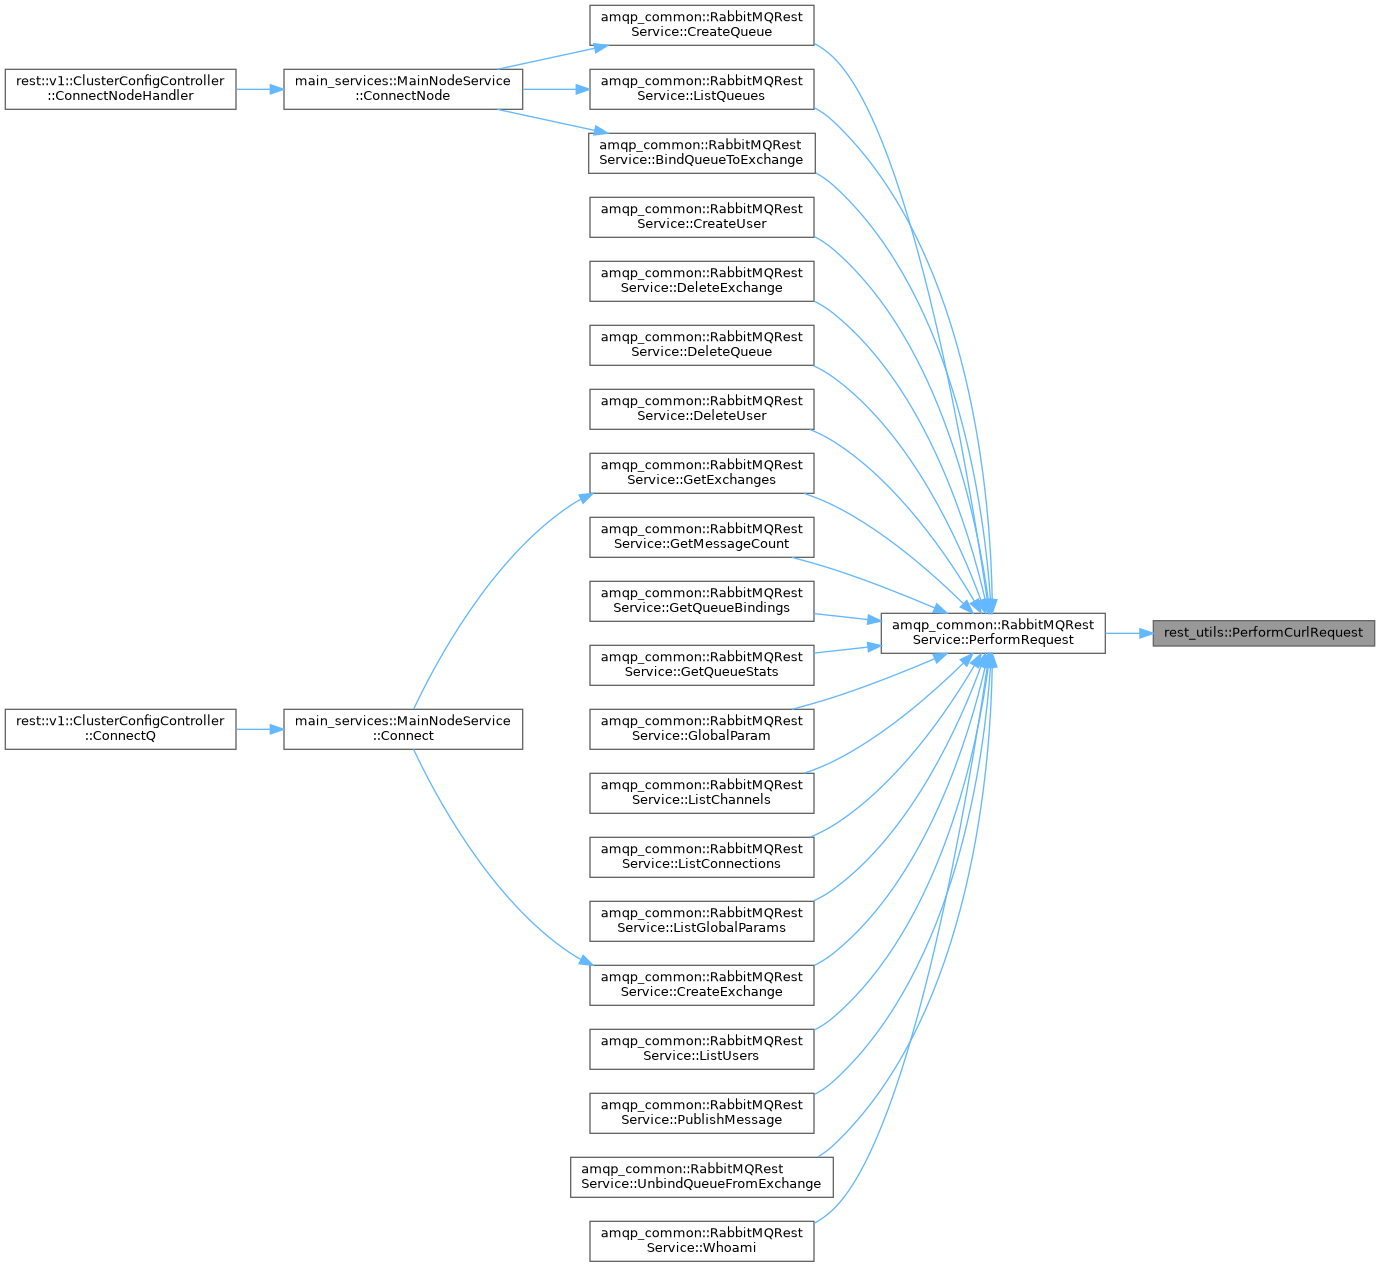 amqp_common::RabbitMQRest
Service::CreateQueue
rest::v1::ClusterConfigController
::ConnectNodeHandler
main_services::MainNodeService
::ConnectNode
amqp_common::RabbitMQRest
Service::ListQueues
amqp_common::RabbitMQRest
Service::BindQueueToExchange
amqp_common::RabbitMQRest
Service::CreateUser
amqp_common::RabbitMQRest
Service::DeleteExchange
amqp_common::RabbitMQRest
Service::DeleteQueue
amqp_common::RabbitMQRest
Service::DeleteUser
amqp_common::RabbitMQRest
Service::GetExchanges
amqp_common::RabbitMQRest
Service::GetMessageCount
amqp_common::RabbitMQRest
Service::GetQueueBindings
amqp_common::RabbitMQRest
Service::PerformRequest
rest_utils::PerformCurlRequest
amqp_common::RabbitMQRest
Service::GetQueueStats
rest::v1::ClusterConfigController
::ConnectQ
main_services::MainNodeService
::Connect
amqp_common::RabbitMQRest
Service::GlobalParam
amqp_common::RabbitMQRest
Service::ListChannels
amqp_common::RabbitMQRest
Service::ListConnections
amqp_common::RabbitMQRest
Service::ListGlobalParams
amqp_common::RabbitMQRest
Service::CreateExchange
amqp_common::RabbitMQRest
Service::ListUsers
amqp_common::RabbitMQRest
Service::PublishMessage
amqp_common::RabbitMQRest
Service::UnbindQueueFromExchange
amqp_common::RabbitMQRest
Service::Whoami